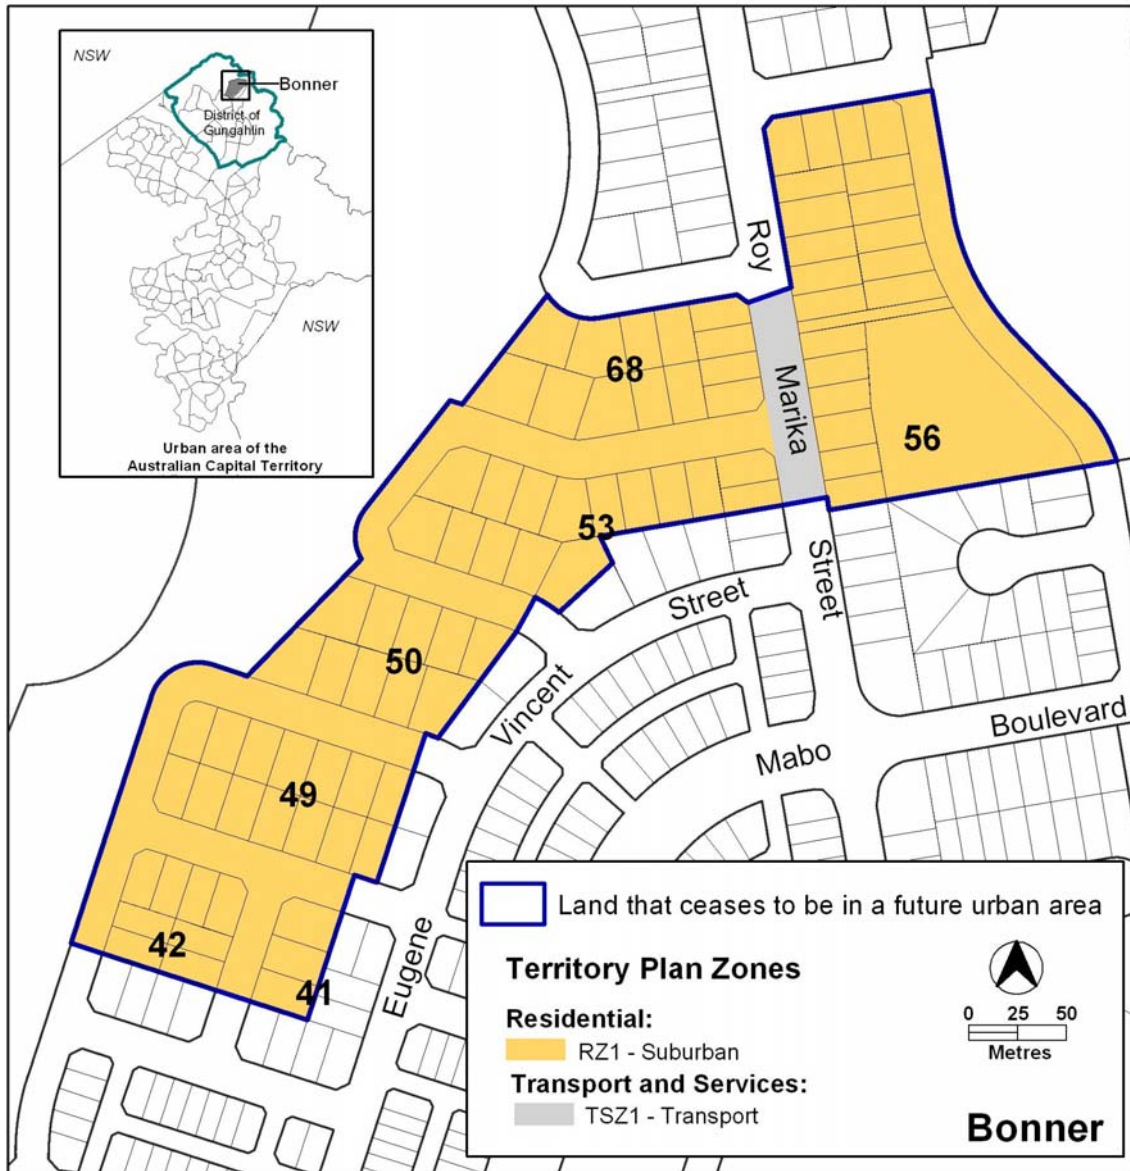 NSW
Bonner
District of
Gungahlin
NSW
Urban area of the
Australian Capital Territory
Roy
68
Marika
56
53
Street
Street
50
Vincent
Boulevard
Mabo
49
Eugene
42
41
Land that ceases to be in a future urban area
Territory Plan Zones
Residential:
RZ1 - Suburban
Transport and Services:
TSZ1 - Transport
0 25 50
Metres
Bonner